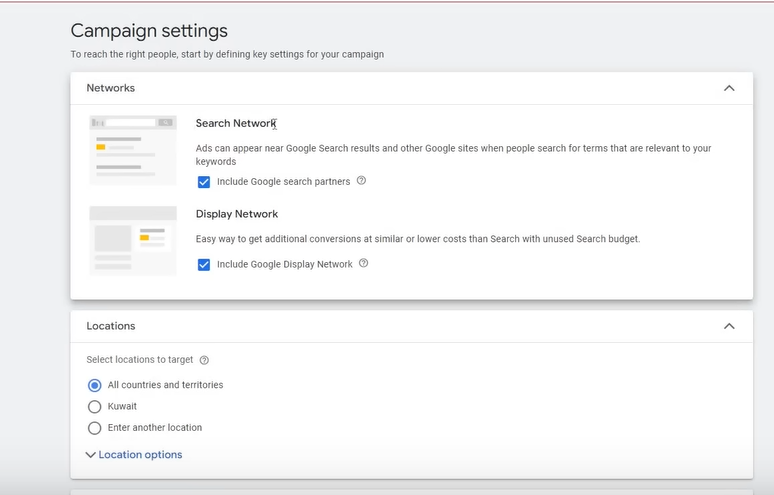 Campaign settings
To reach the right people, start by defining key settings for your campaign
Networks
Search Network
Ads can appear near Google Search results and other Google sites when people search for terms that are relevant to your
keywords
Include Google search partners
Display Network
Easy way to get additional conversions at similar or lower costs than Search with unused Search budget.
Include Google Display Network
Locations
Select locations to target
All countries and territories
Kuwait
Enter another location
Location options